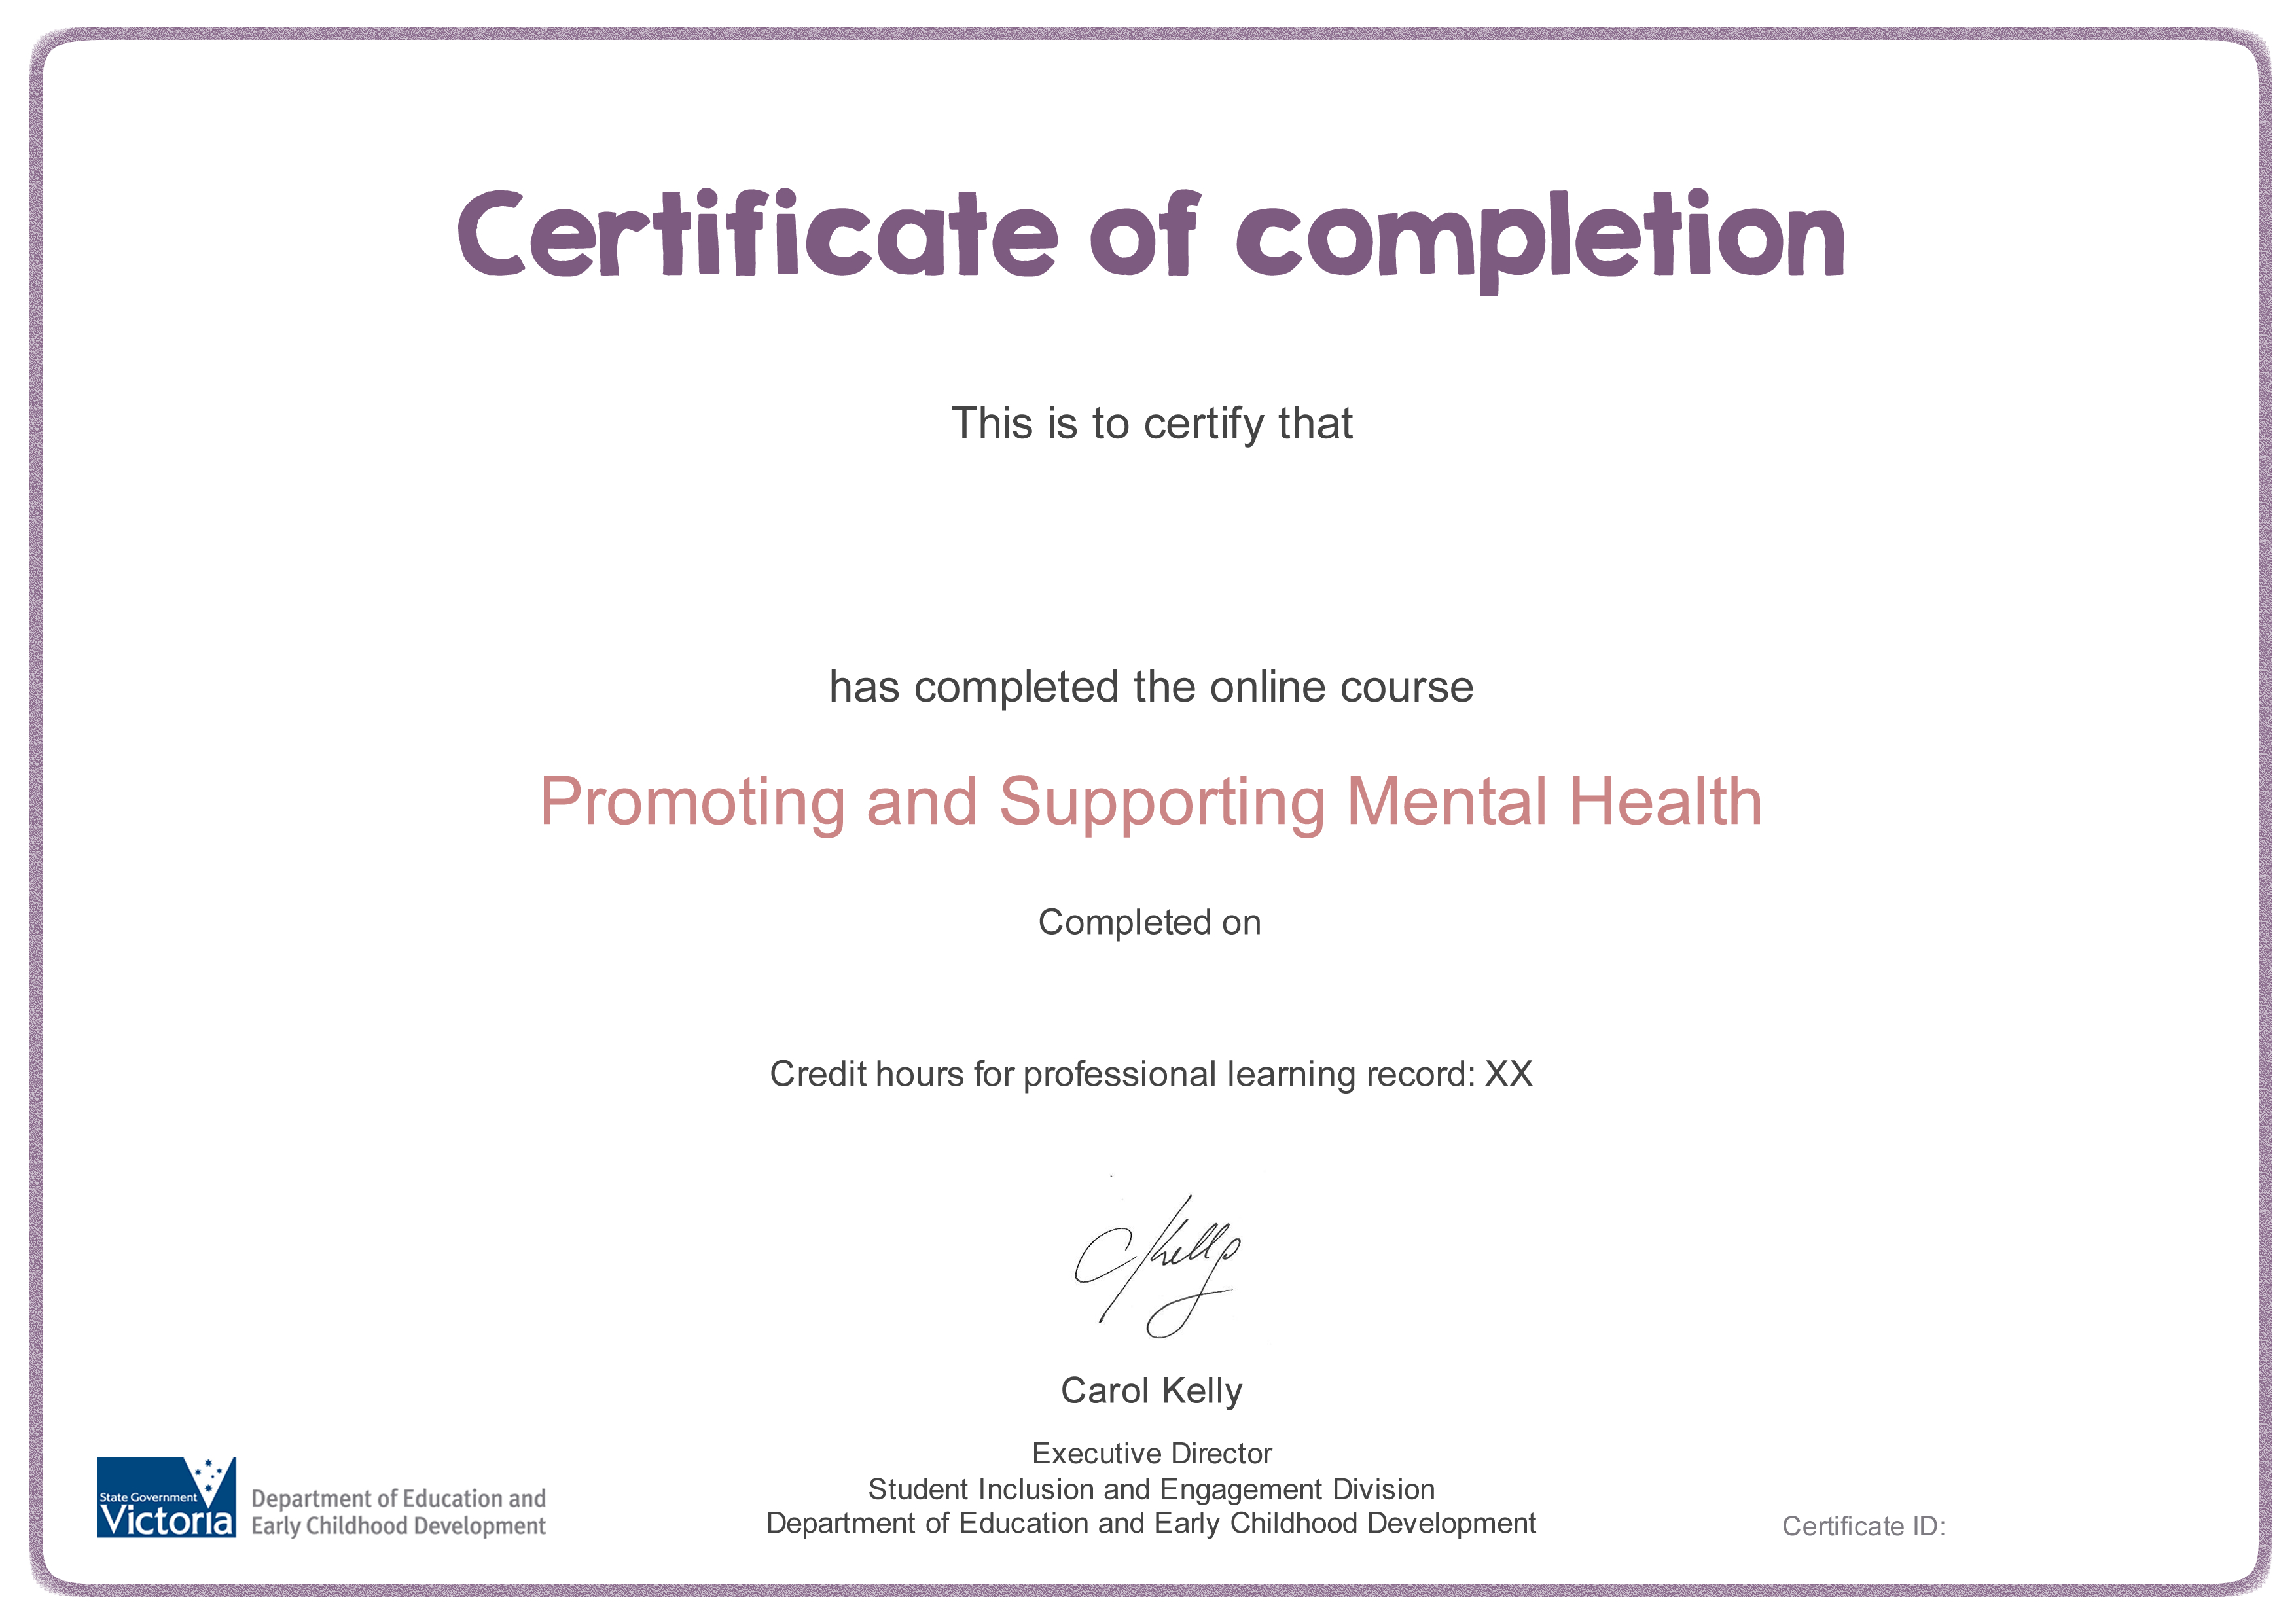 Certificate of completion
This is to certify that
has completed the online course
Promoting and Supporting Mental Health
Completed on
Credit hours for professional learning record: XX
CKelly
Carol Kelly
Executive Director
Student Inclusion and Engagement Division
Department of Education and Early Childhood Development
State Government
Victoria
Department of Education and
Early Childhood Development
Certificate ID: